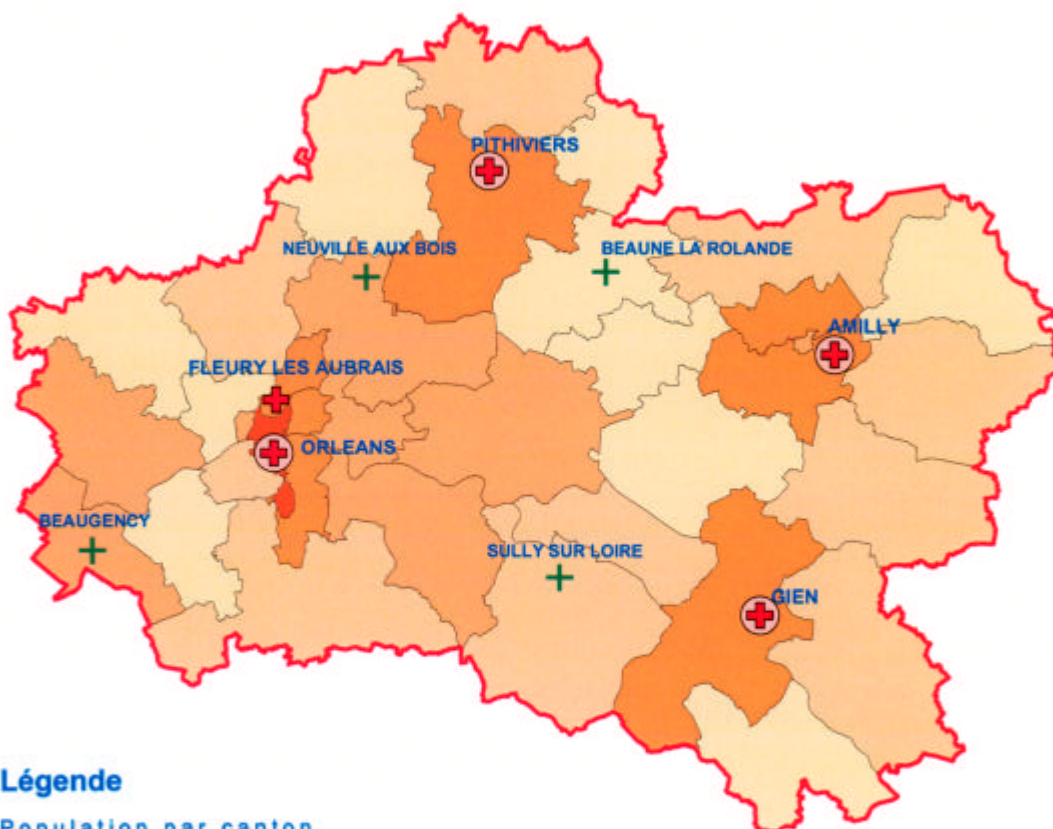 PITHIVIERS
NEUVILLE AUX BOIS
BEAUNE LA ROLANDE
AMILLY
FLEURY LES AUBRAIS
ORLEANS
BEAUGENCY
SULLY SUR LOIRE
GIEN
Légende
Population par canton